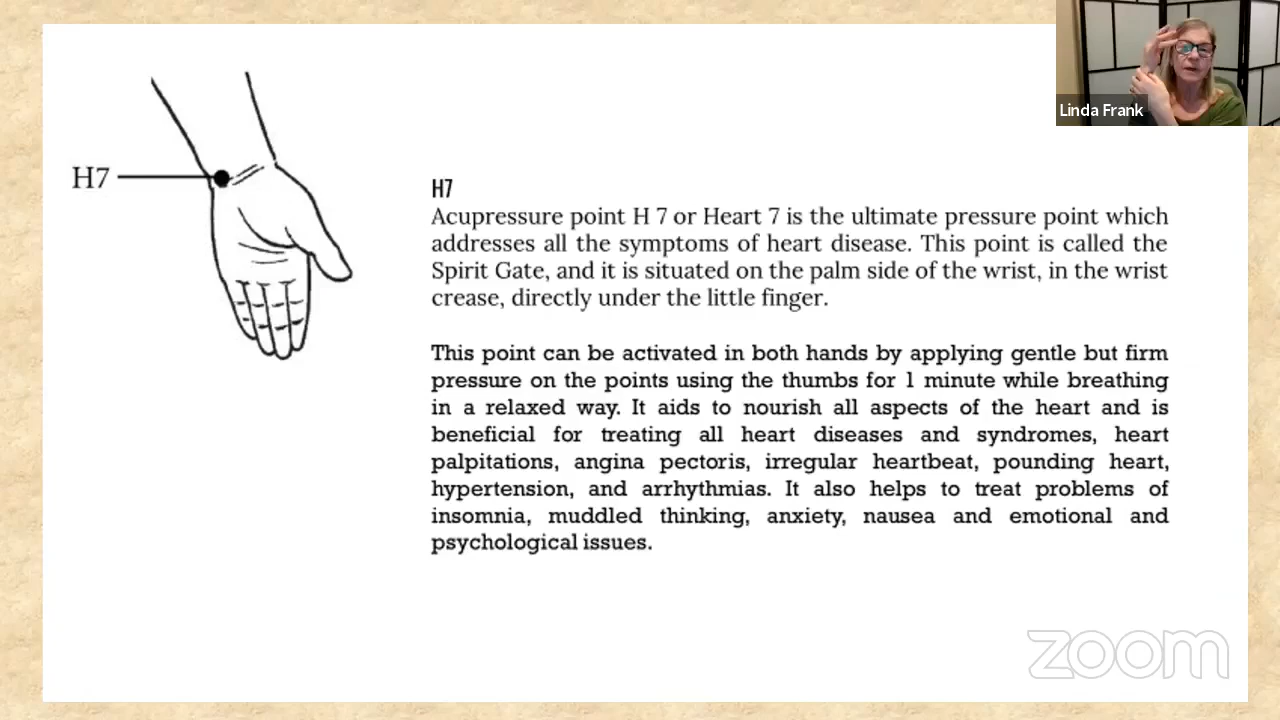 Linda Frank
H7
H7
Acupressure point H 7 or Heart 7 is the ultimate pressure point which
addresses all the symptoms of heart disease. This point is called the
Spirit Gate, and it is situated on the palm side of the wrist, in the wrist
crease, directly under the little finger.
This point can be activated in both hands by applying gentle but firm
pressure on the points using the thumbs for 1 minute while breathing
in a relaxed way. It aids to nourish all aspects of the heart and is
beneficial for treating all heart diseases and syndromes, heart
palpitations, angina pectoris, irregular heartbeat, pounding heart,
hypertension, and arrhythmias. It also helps to treat problems of
insomnia, muddled thinking, anxiety, nausea and emotional and
psychological issues.
zoom